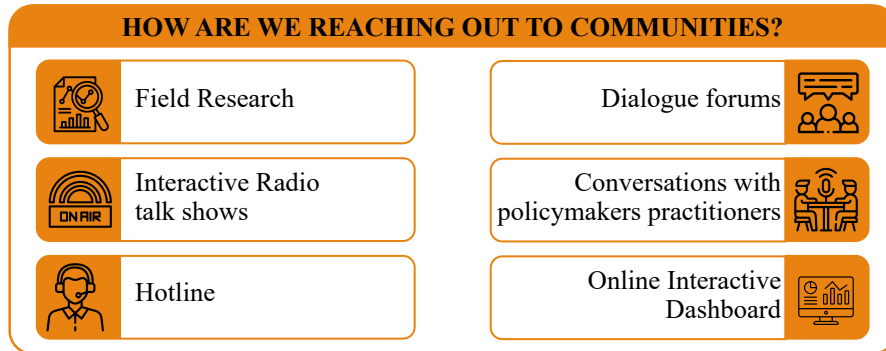 HOW ARE WE REACHING OUT TO COMMUNITIES?
Field Research
Dialogue forums
ON AIR
Interactive Radio
talk shows
Conversations with
policymakers practitioners
Hotline
Online Interactive
Dashboard